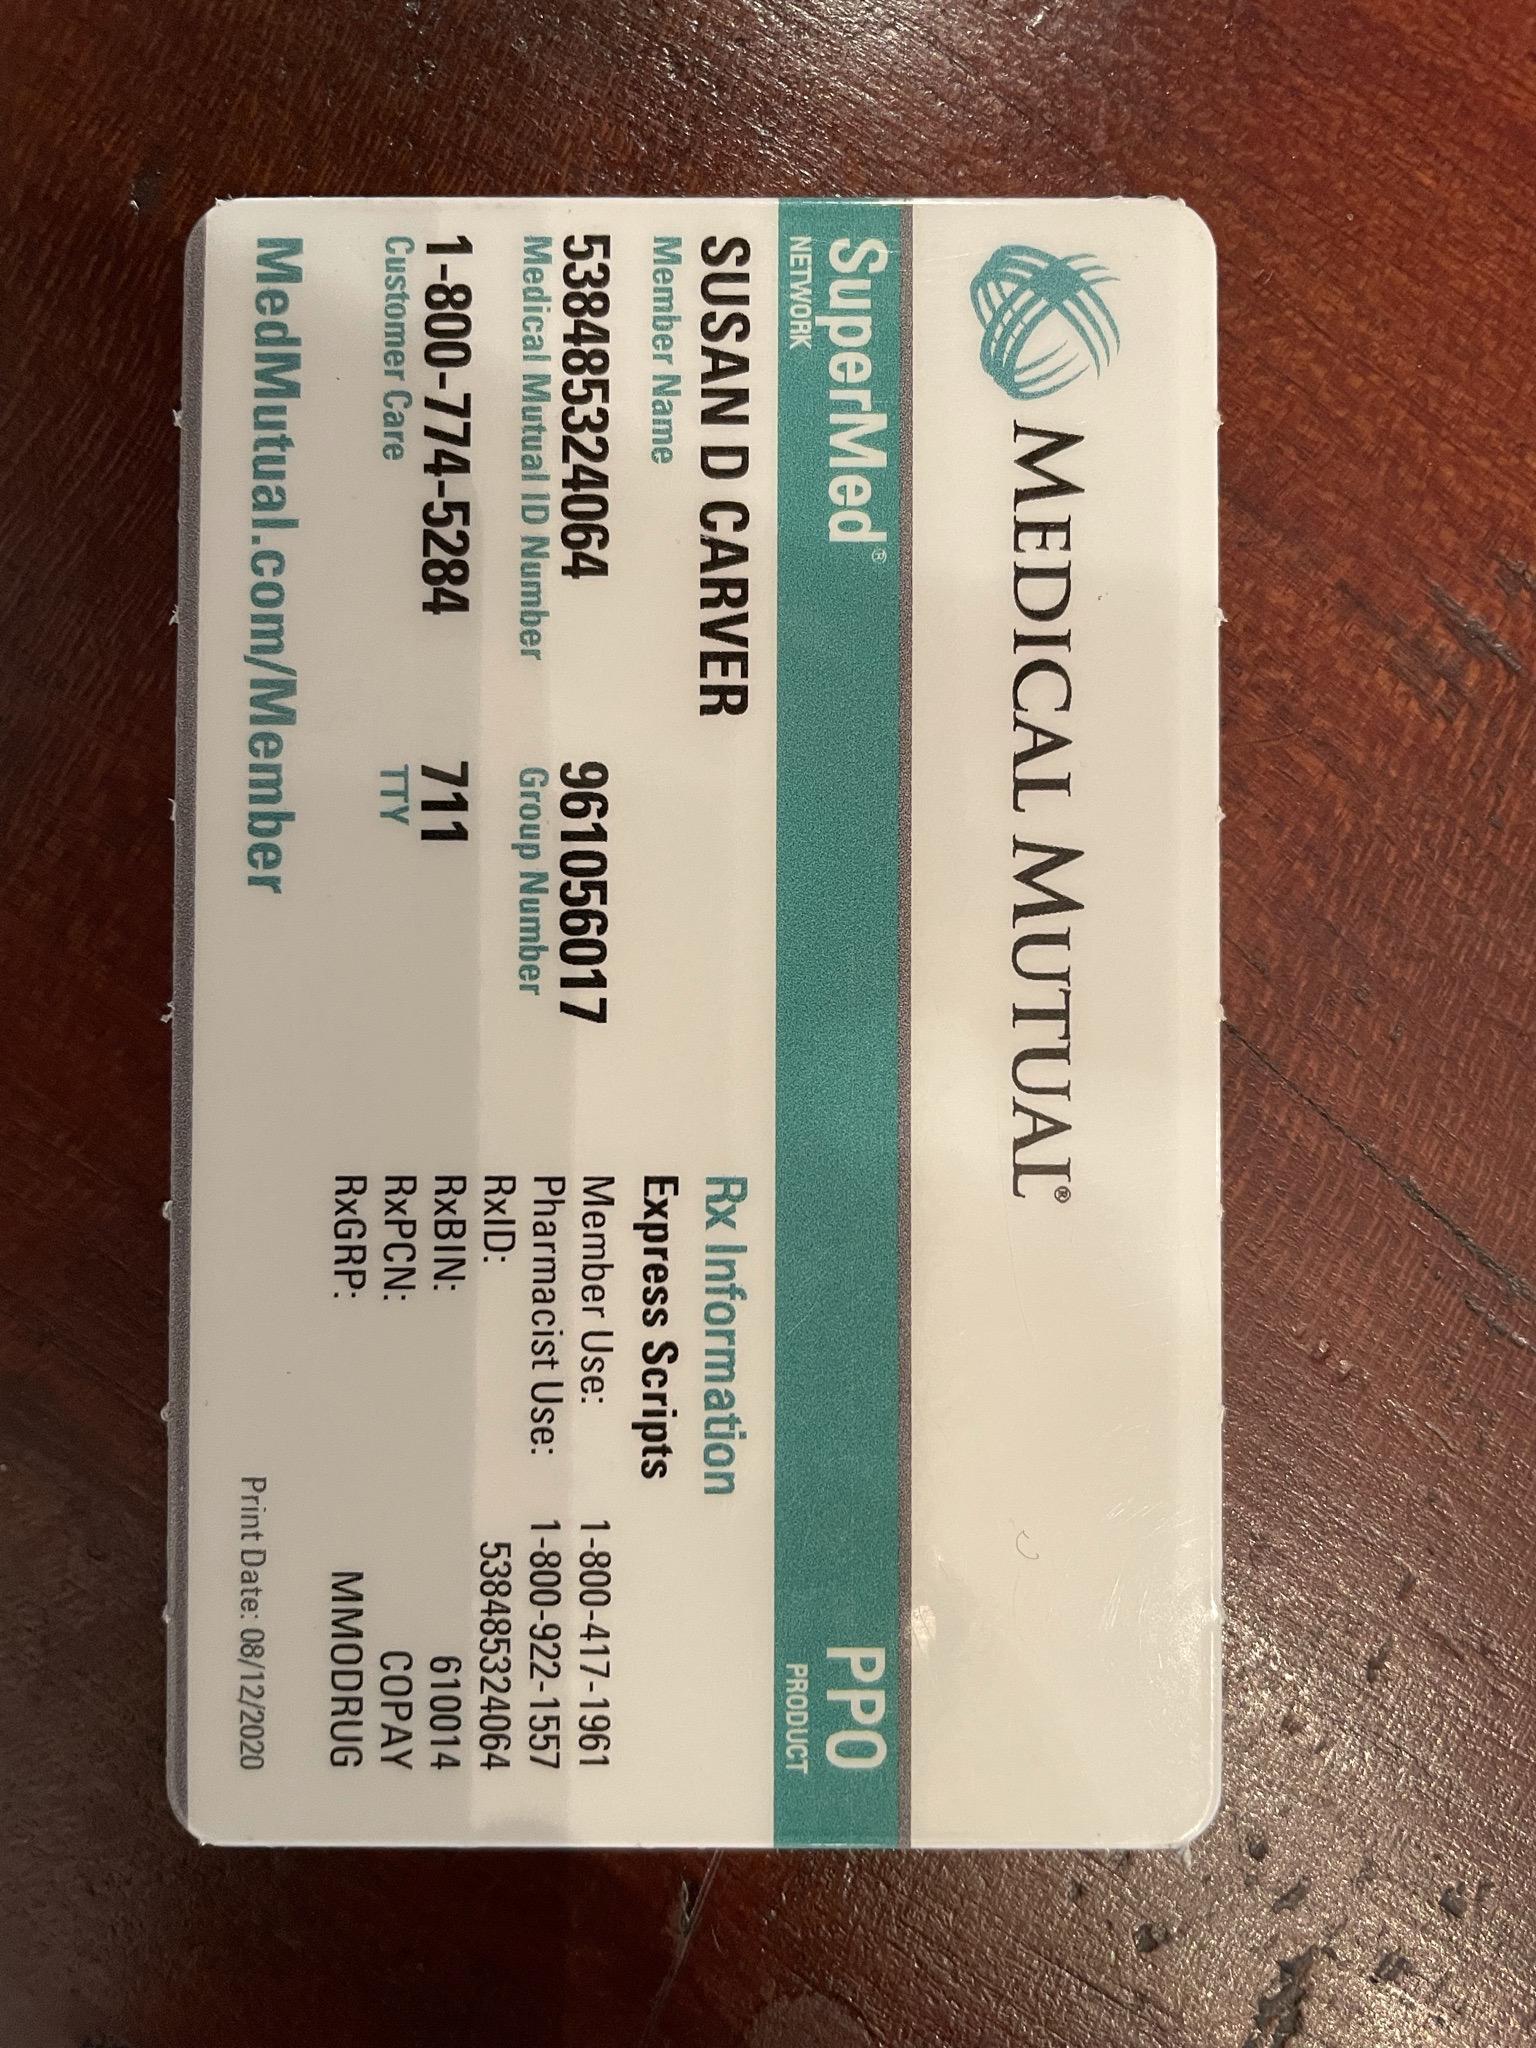 MEDICAL MUTUAL®
SuperMed® PPO
NETWORK PRODUCT
SUSAN D CARVER
Member Name
538485324064 961056017
Medical Mutual ID Number Group Number
1-800-774-5284 711
Customer Care TTY
MedMutual.com/Member
Rx Information
Express Scripts
Member Use: 1-800-417-1961
Pharmacist Use: 1-800-922-1557
RxID: 538485324064
RxBIN: 610014
RxPCN: COPAY
RxGRP: MMODRUG
Print Date: 08/12/2020